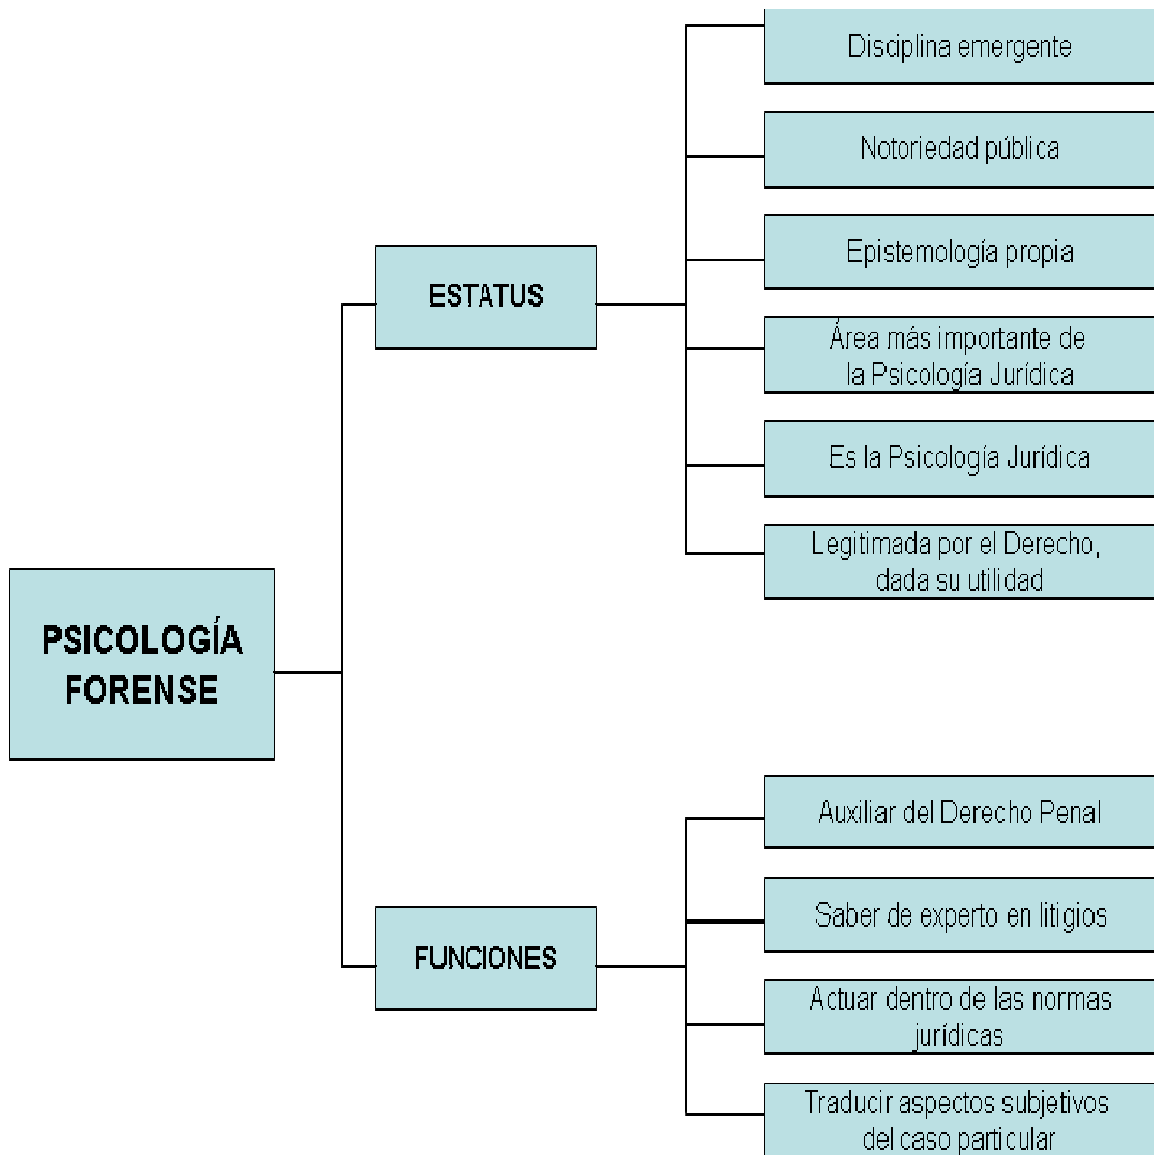 PSICOLOGÍA
FORENSE
ESTATUS
Disciplina emergente
Notoriedad pública
Epistemología propia
Área más importante de
la Psicología Jurídica
Es la Psicología Jurídica
Legitimada por el Derecho,
dada su utilidad
FUNCIONES
Auxiliar del Derecho Penal
Saber de experto en litigios
Actuar dentro de las normas
jurídicas
Traducir aspectos subjetivos
del caso particular